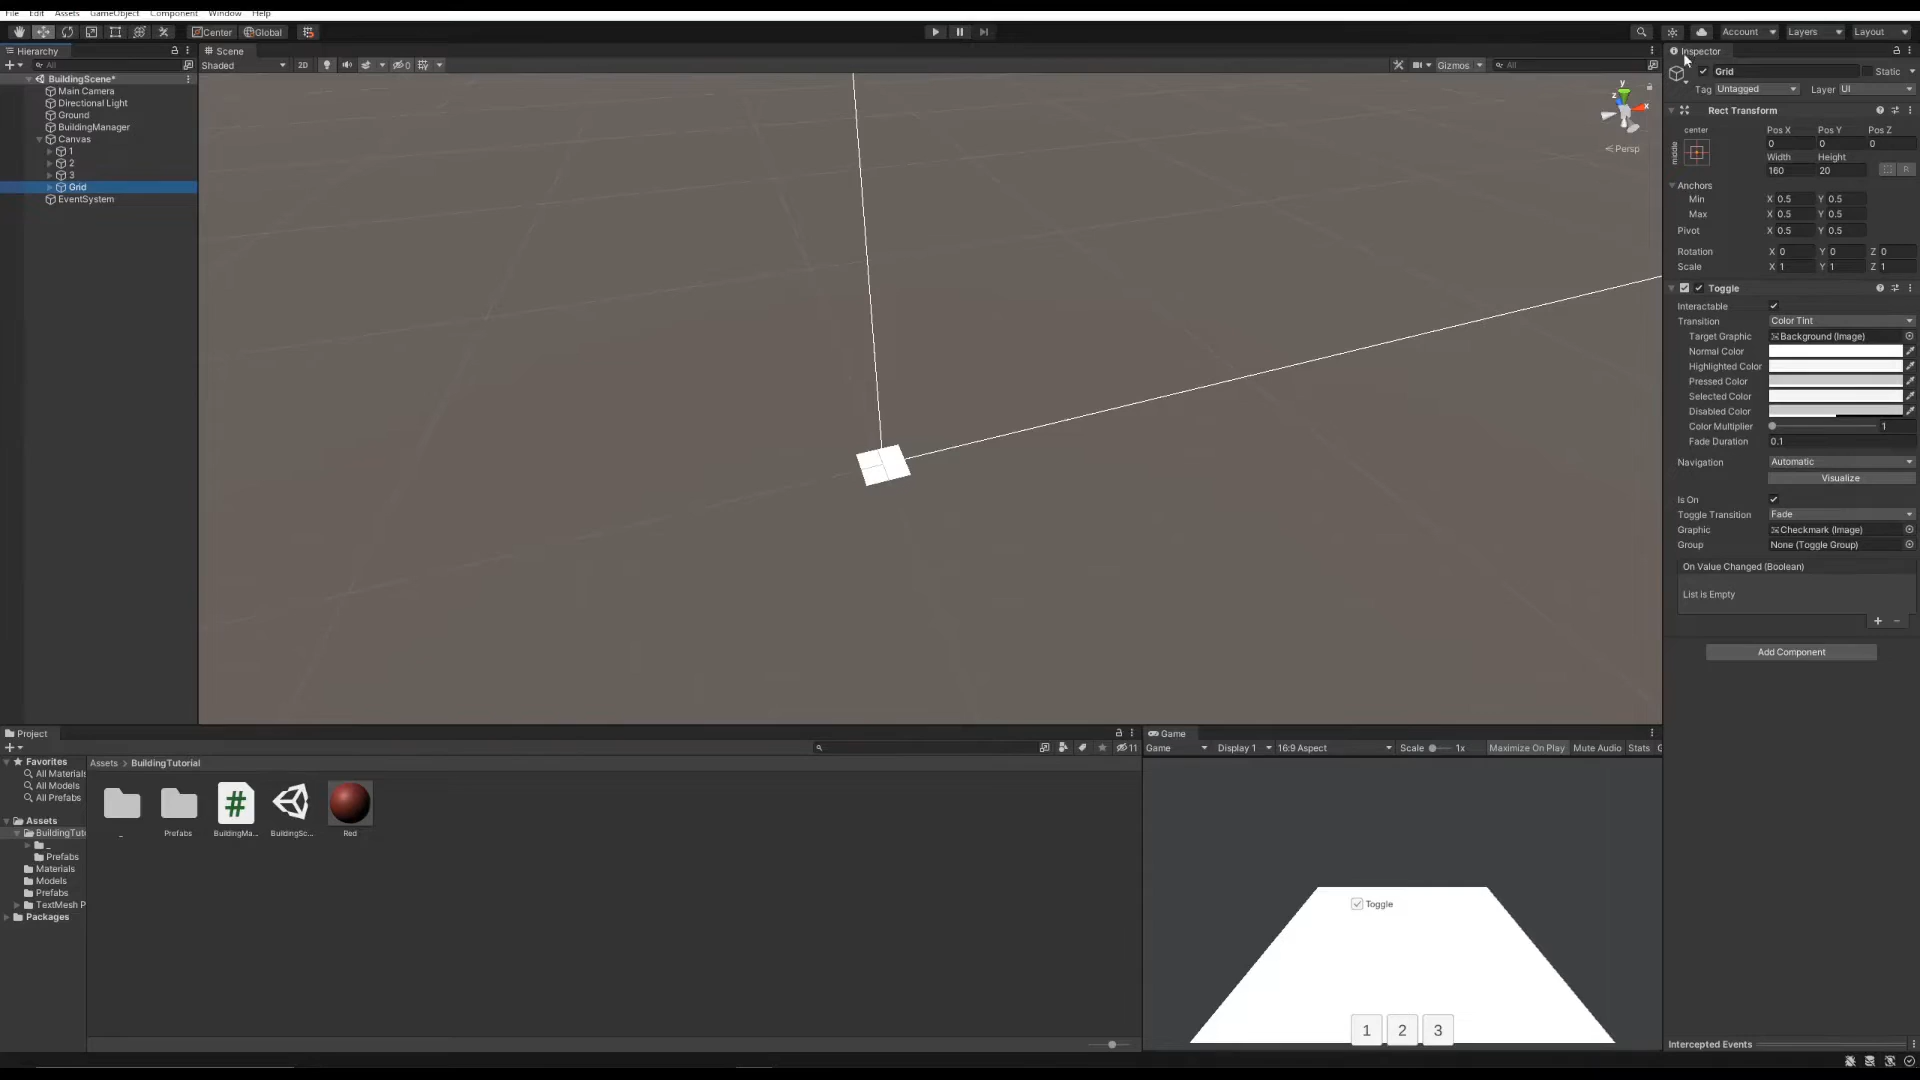 File Edit Assets GameObject Component Window Help
Center Global Account Layers Layout
Hierarchy
All
BuildingScene*
Main Camera
Directional Light
Ground
BuildingManager
Canvas
1
2
3
Grid
EventSystem
Scene
Shaded 2D 0 Gizmos All
y
x
z
Persp
Inspector
Grid Static
Tag Untagged Layer UI
Rect Transform
center Pos X Pos Y Pos Z
middle 0 0 0
Width Height
160 20 R
Anchors
Min X 0.5 Y 0.5
Max X 0.5 Y 0.5
Pivot X 0.5 Y 0.5
Rotation X 0 Y 0 Z 0
Scale X 1 Y 1 Z 1
Toggle
Interactable
Transition Color Tint
Target Graphic Background (Image)
Normal Color
Highlighted Color
Pressed Color
Selected Color
Disabled Color
Color Multiplier 1
Fade Duration 0.1
Navigation Automatic
Visualize
Is On
Toggle Transition Fade
Graphic Checkmark (Image)
Group None (Toggle Group)
On Value Changed (Boolean)
List is Empty
+ −
Add Component
Intercepted Events
Project
11
Favorites
All Materials
All Models
All Prefabs
Assets
BuildingTuto
_
Prefabs
Materials
Models
Prefabs
TextMesh P
Packages
Assets > BuildingTutorial
_ Prefabs BuildingMa... BuildingSc... Red
#
Game
Game Display 1 16:9 Aspect Scale 1x Maximize On Play Mute Audio Stats G
Toggle
1 2 3